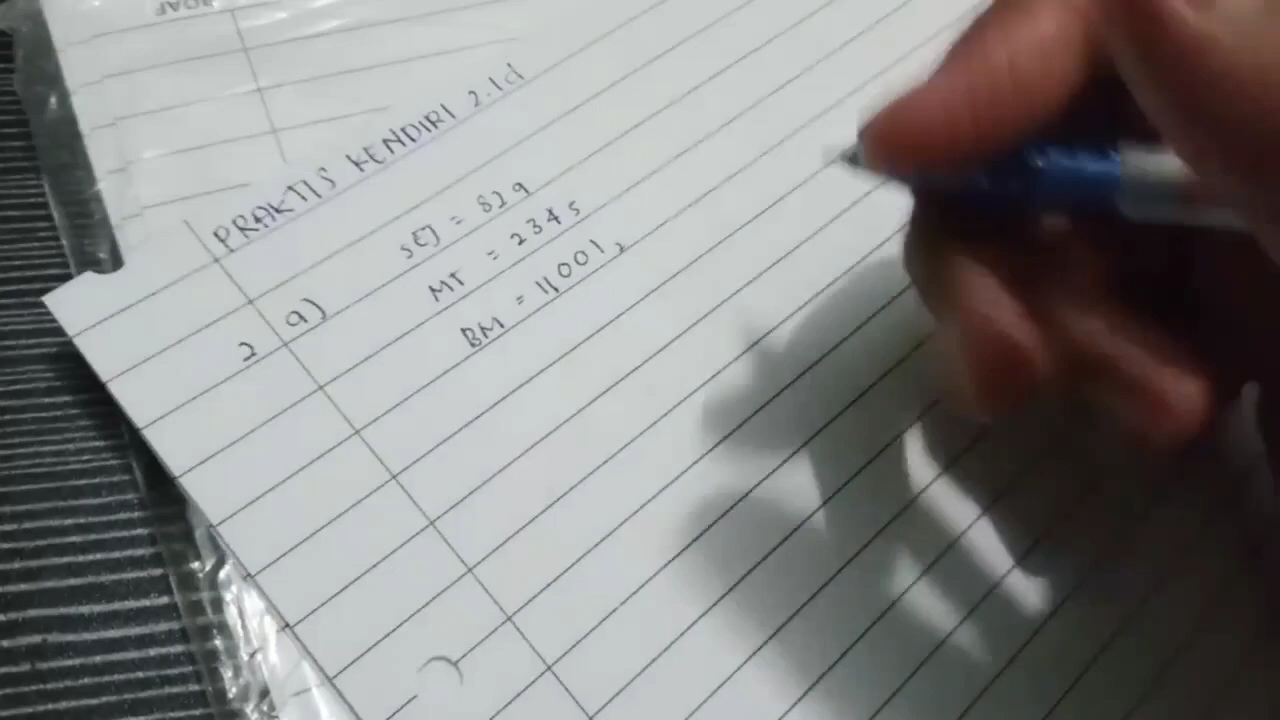 PRAKTIS KENDIRI 2.1d
2 a) SEJ = 82₉
MT = 234₅
BM = 11001₂